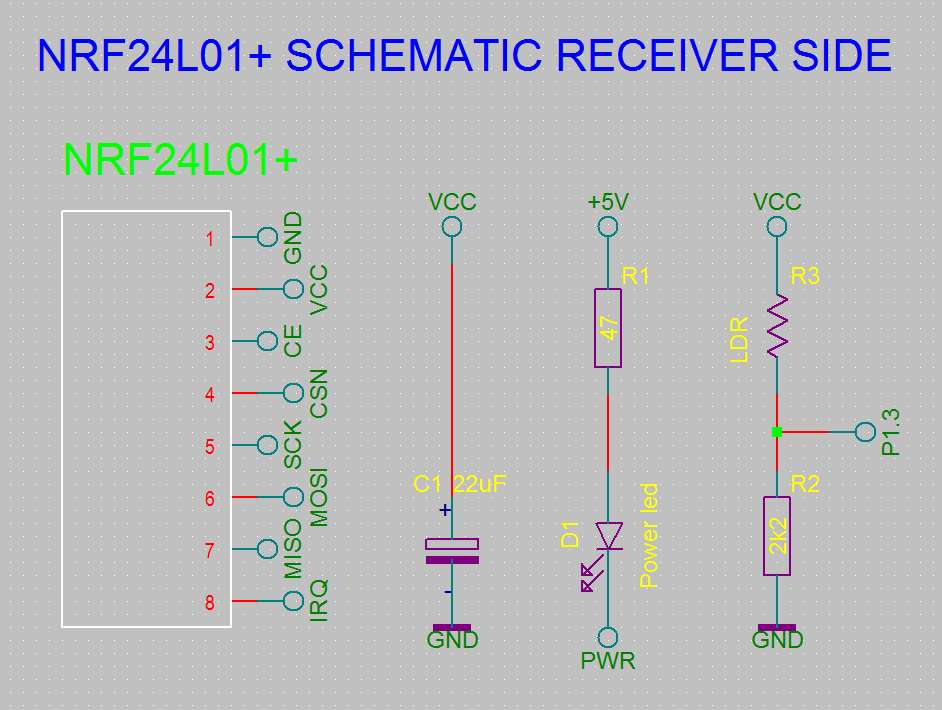 NRF24L01+ SCHEMATIC RECEIVER SIDE
NRF24L01+
1 GND
2 VCC
3 CE
4 CSN
5 SCK
6 MOSI
7 MISO
8 IRQ
VCC
C1 22uF
+
-
GND
+5V
R1
47
D1
Power led
PWR
VCC
R3
LDR
P1.3
R2
2k2
GND